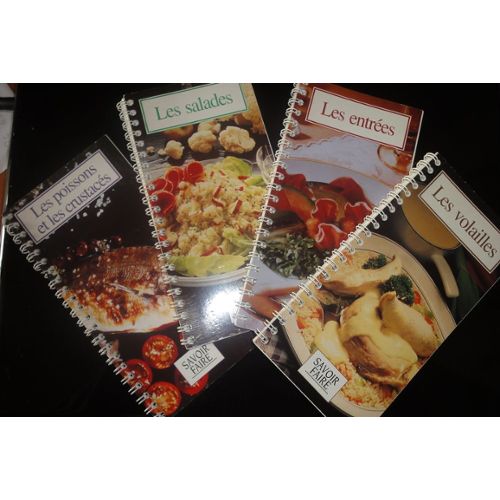 Les poissons
et les crustacés
Les salades
Les entrées
Les volailles
SAVOIR
FAIRE
SAVOIR
FAIRE